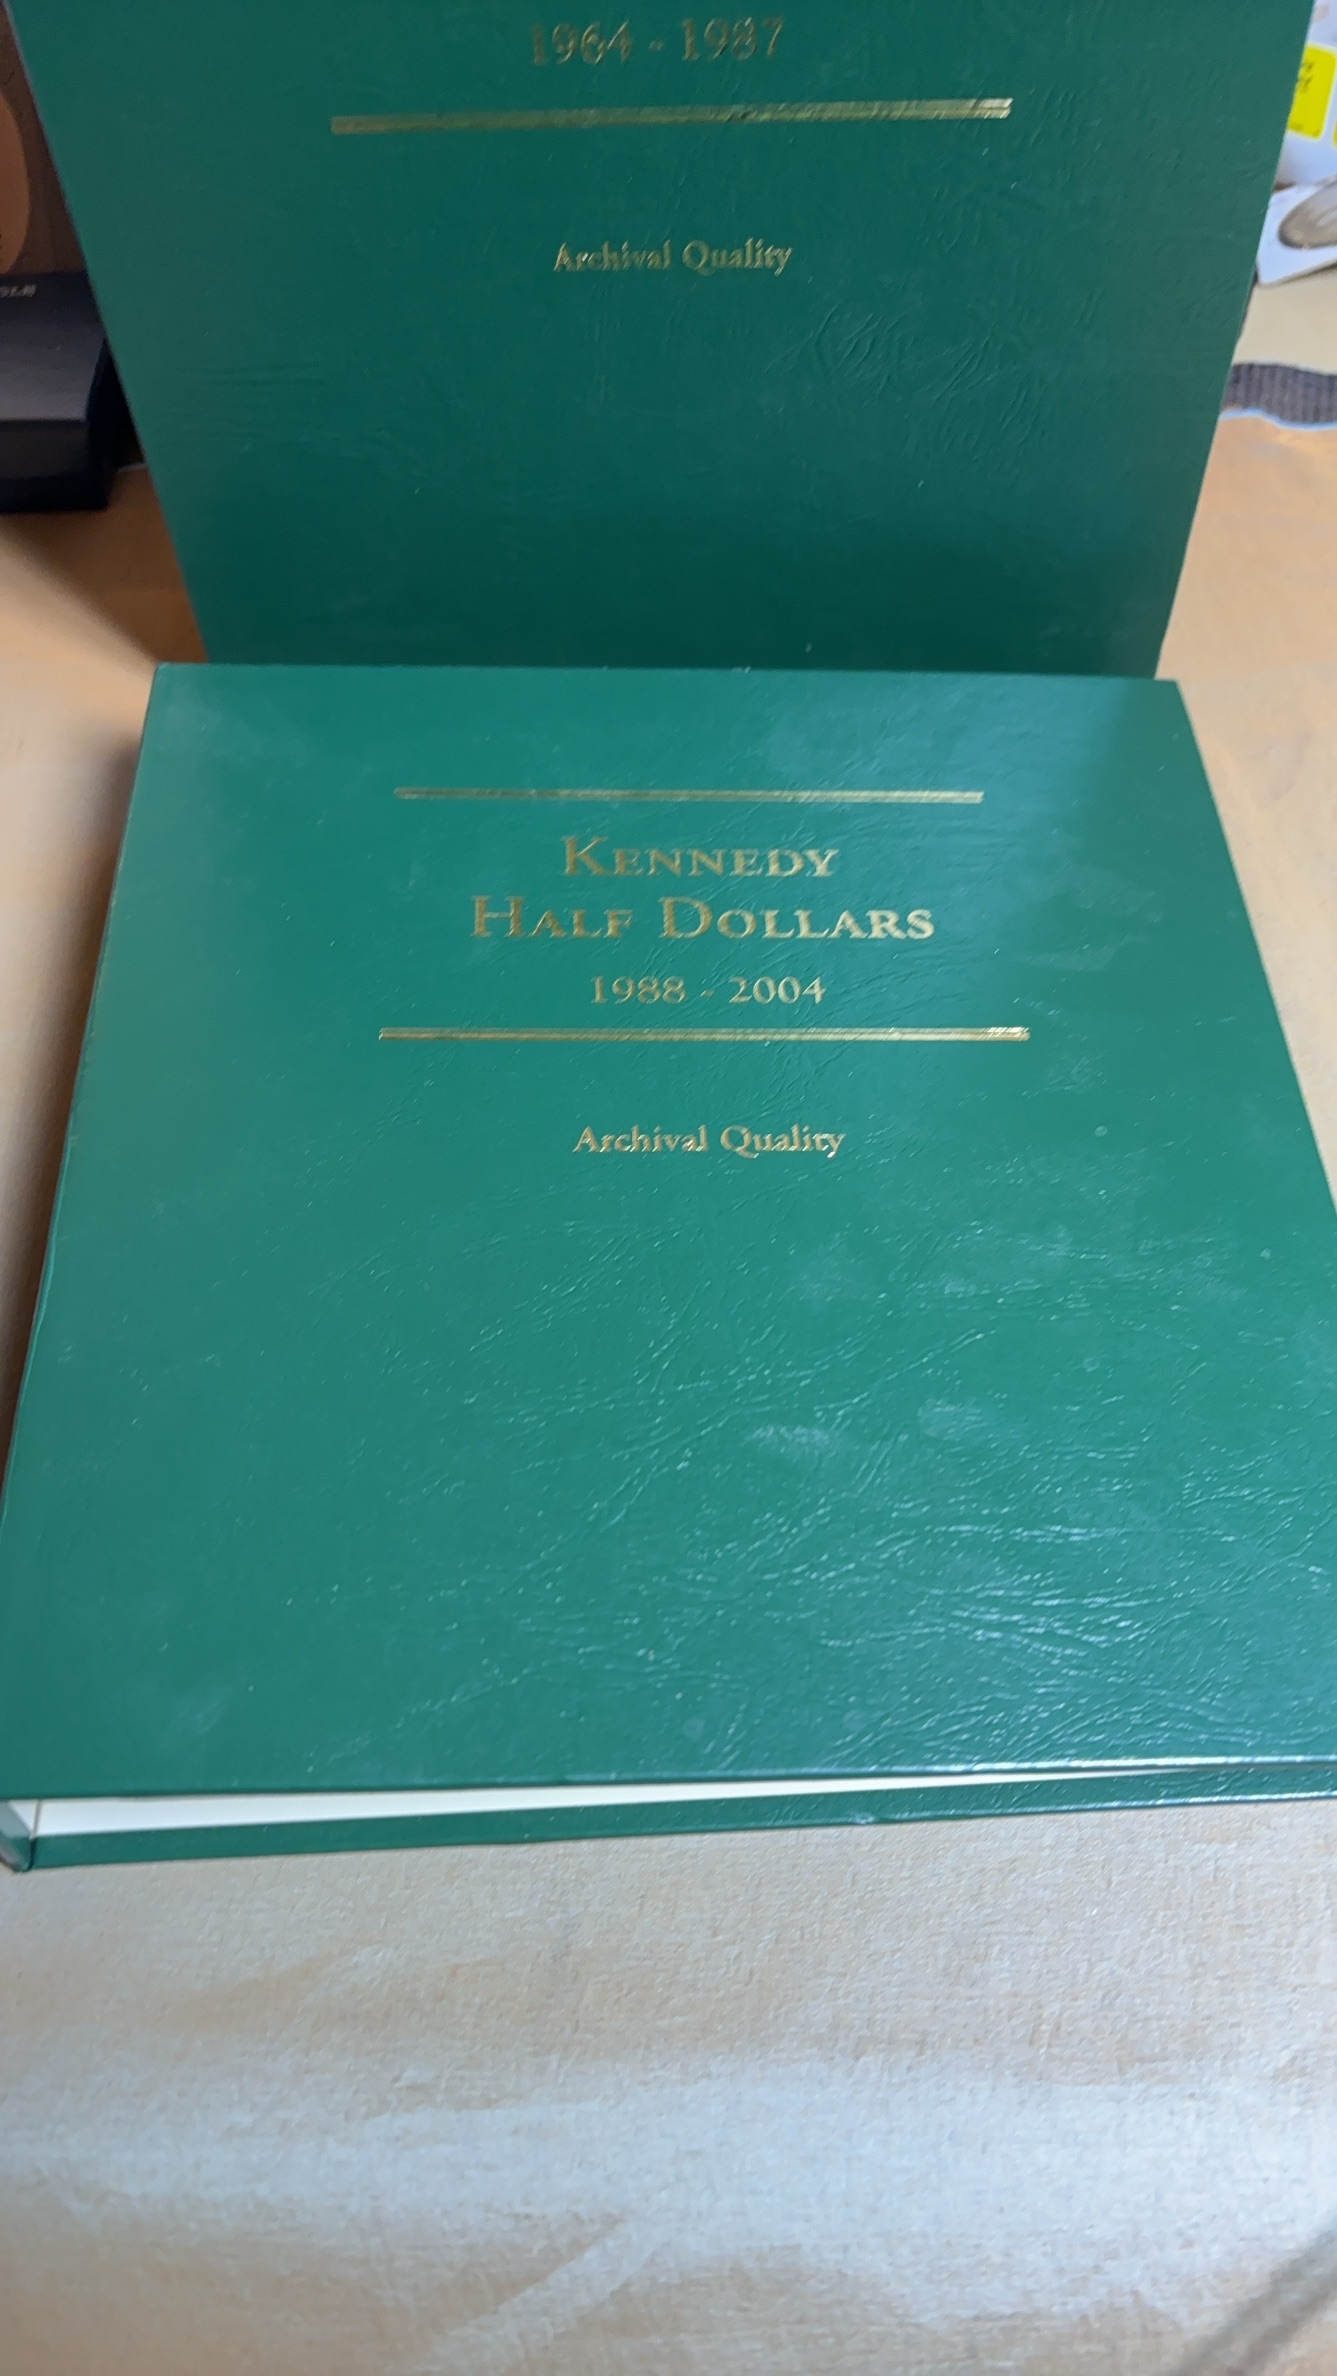 1964 - 1987
Archival Quality
KENNEDY
HALF DOLLARS
1988 - 2004
Archival Quality